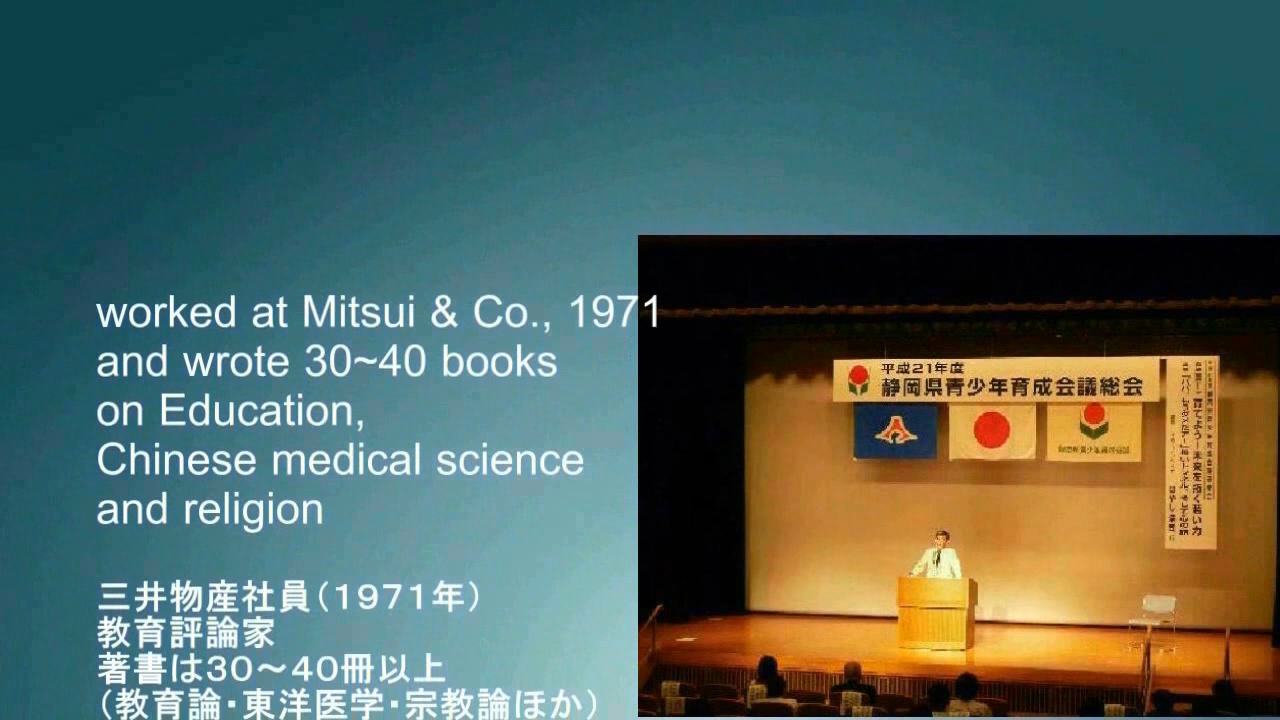 worked at Mitsui & Co., 1971
and wrote 30~40 books
on Education,
Chinese medical science
and religion
三井物産社員（１９７１年）
教育評論家
著書は３０～４０冊以上
（教育論・東洋医学・宗教論ほか）
平成21年度
静岡県青少年育成会議総会